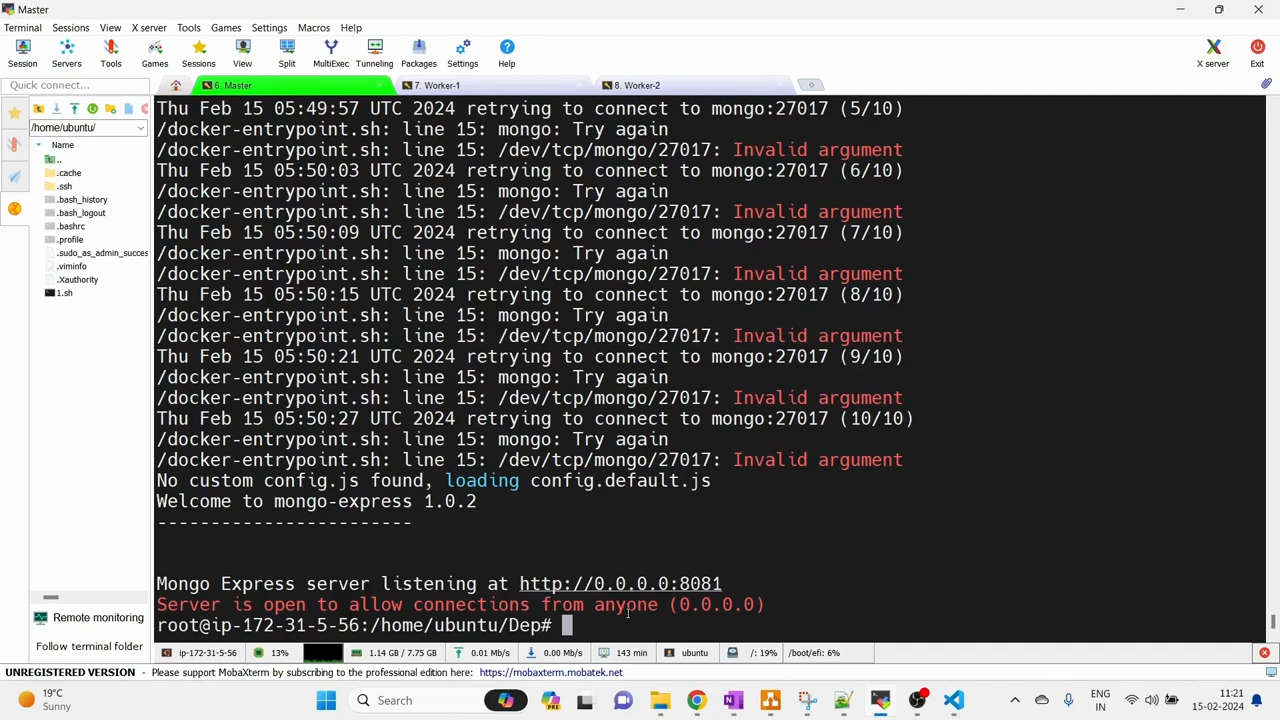 Master
Terminal Sessions View X server Tools Games Settings Macros Help
Session Servers Tools Games Sessions View Split MultiExec Tunneling Packages Settings Help X server Exit
Quick connect... 6. Master 7. Worker-1 8. Worker-2
/home/ubuntu/
Name
..
.cache
.ssh
.bash_history
.bash_logout
.bashrc
.profile
.sudo_as_admin_succes
.viminfo
.Xauthority
1.sh
Remote monitoring
Follow terminal folder
Thu Feb 15 05:49:57 UTC 2024 retrying to connect to mongo:27017 (5/10)
/docker-entrypoint.sh: line 15: mongo: Try again
/docker-entrypoint.sh: line 15: /dev/tcp/mongo/27017: Invalid argument
Thu Feb 15 05:50:03 UTC 2024 retrying to connect to mongo:27017 (6/10)
/docker-entrypoint.sh: line 15: mongo: Try again
/docker-entrypoint.sh: line 15: /dev/tcp/mongo/27017: Invalid argument
Thu Feb 15 05:50:09 UTC 2024 retrying to connect to mongo:27017 (7/10)
/docker-entrypoint.sh: line 15: mongo: Try again
/docker-entrypoint.sh: line 15: /dev/tcp/mongo/27017: Invalid argument
Thu Feb 15 05:50:15 UTC 2024 retrying to connect to mongo:27017 (8/10)
/docker-entrypoint.sh: line 15: mongo: Try again
/docker-entrypoint.sh: line 15: /dev/tcp/mongo/27017: Invalid argument
Thu Feb 15 05:50:21 UTC 2024 retrying to connect to mongo:27017 (9/10)
/docker-entrypoint.sh: line 15: mongo: Try again
/docker-entrypoint.sh: line 15: /dev/tcp/mongo/27017: Invalid argument
Thu Feb 15 05:50:27 UTC 2024 retrying to connect to mongo:27017 (10/10)
/docker-entrypoint.sh: line 15: mongo: Try again
/docker-entrypoint.sh: line 15: /dev/tcp/mongo/27017: Invalid argument
No custom config.js found, loading config.default.js
Welcome to mongo-express 1.0.2
------------------------
Mongo Express server listening at http://0.0.0.0:8081
Server is open to allow connections from anyone (0.0.0.0)
root@ip-172-31-5-56:/home/ubuntu/Dep#
ip-172-31-5-56 13% 1.14 GB / 7.75 GB 0.01 Mb/s 0.00 Mb/s 143 min ubuntu /: 19% /boot/efi: 6%
UNREGISTERED VERSION - Please support MobaXterm by subscribing to the professional edition here: https://mobaxterm.mobatek.net
19°C
Sunny
Search
ENG
IN
11:21
15-02-2024